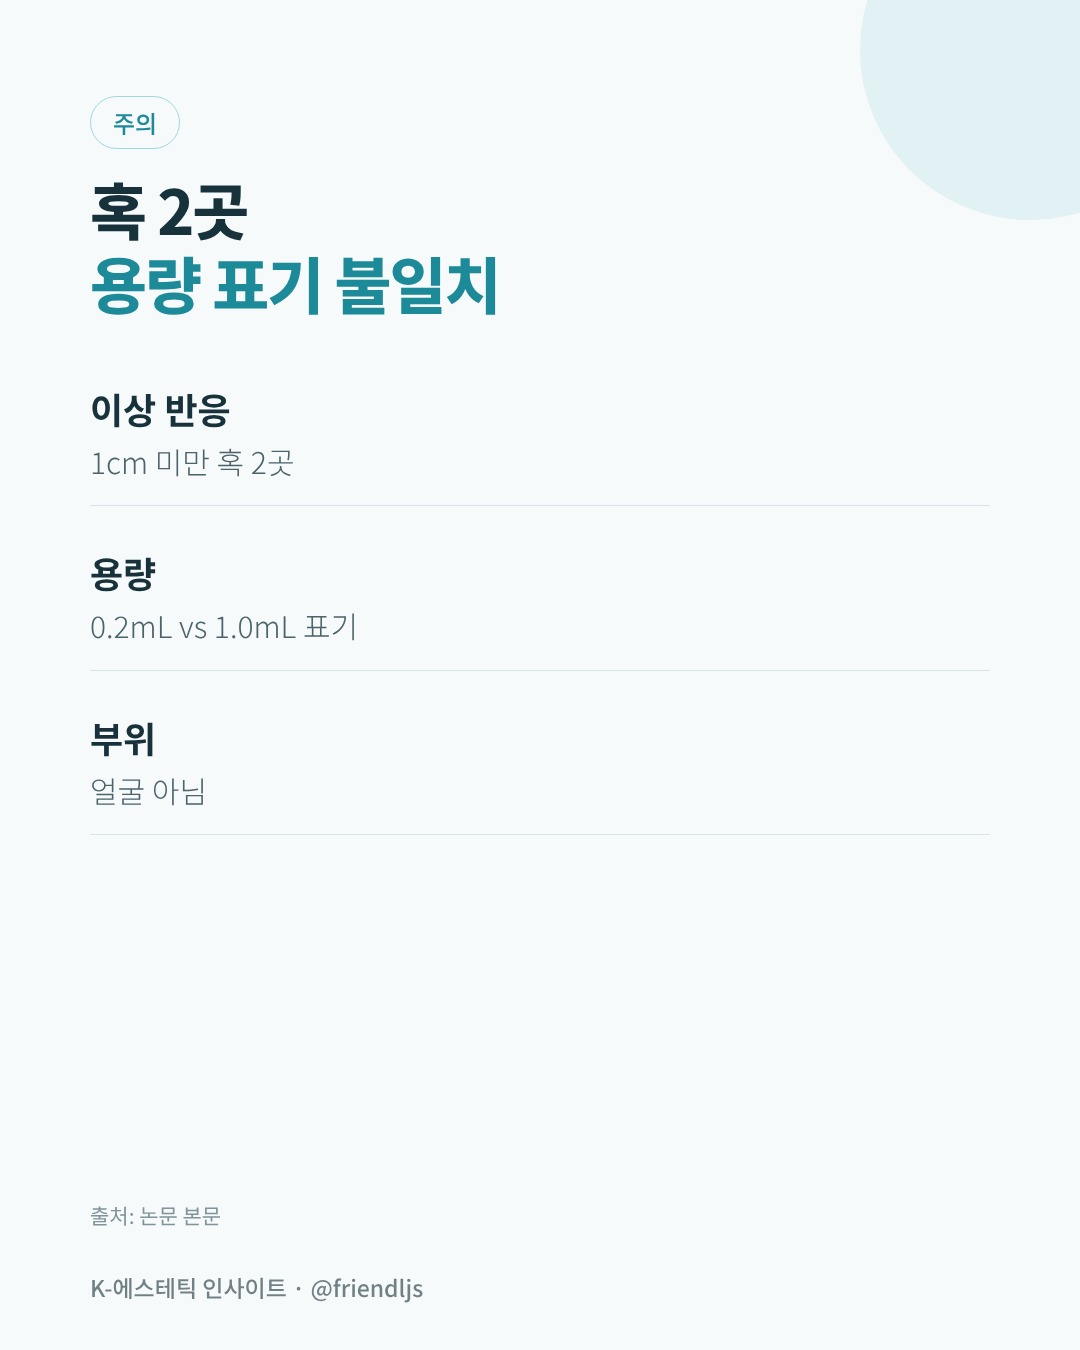 주의
혹 2곳
용량 표기 불일치
이상 반응
1cm 미만 혹 2곳
용량
0.2mL vs 1.0mL 표기
부위
얼굴 아님
출처: 논문 본문
K-에스테틱 인사이트 · @friendljs